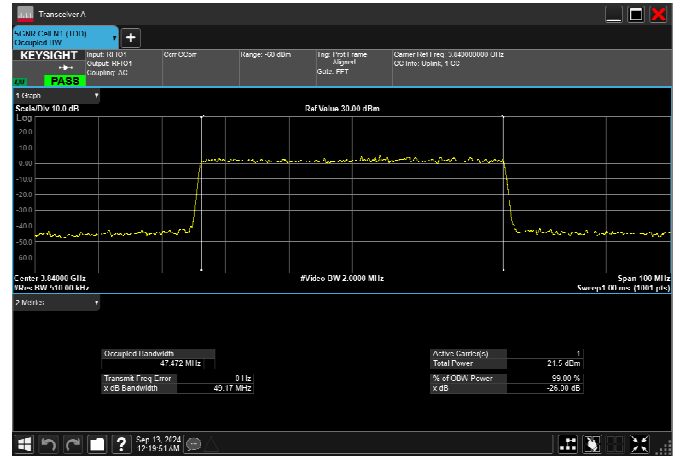 Transceiver A
5GNR C=EN1 (TDD)
Occupied BW
KEYSIGHT
Input: RFIO1
Output: RFIO1
Coupling: AC
Corr CCorr
Range: -60 dBm
Trig: Prot Frame
Aligned
Gate: FFT
Carrier Ref Freq: 3.840000000 GHz
CC Info: Uplink, 1 CC
PASS
1 Graph
Scale/Div 10.0 dB
Ref Value 30.00 dBm
Log
20.0
10.0
0.00
-10.0
-20.0
-30.0
-40.0
-50.0
-60.0
Center 3.84000 GHz
#Video BW 2.0000 MHz
Span 100 MHz
#Res BW 510.00 kHz
Sweep 1.00 ms (1001 pts)
2 Metrics
Occupied Bandwidth
47.472 MHz
Transmit Freq Error
0 Hz
x dB Bandwidth
49.17 MHz
Active Carrier(s)
1
Total Power
21.5 dBm
% of OBW Power
99.00 %
x dB
-26.00 dB
Sep 13, 2024
12:19:51 AM